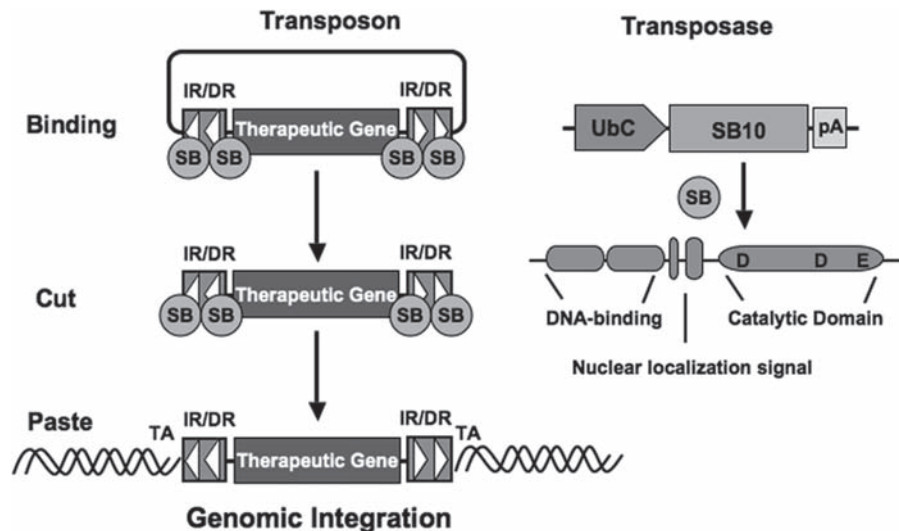 Transposon
Transposase
IR/DR IR/DR
Binding
Therapeutic Gene
SB SB SB SB
UbC SB10 pA
SB
IR/DR IR/DR
Cut
Therapeutic Gene
SB SB SB SB
D D E
DNA-binding Catalytic Domain
Nuclear localization signal
Paste
IR/DR IR/DR
TA TA
Therapeutic Gene
Genomic Integration